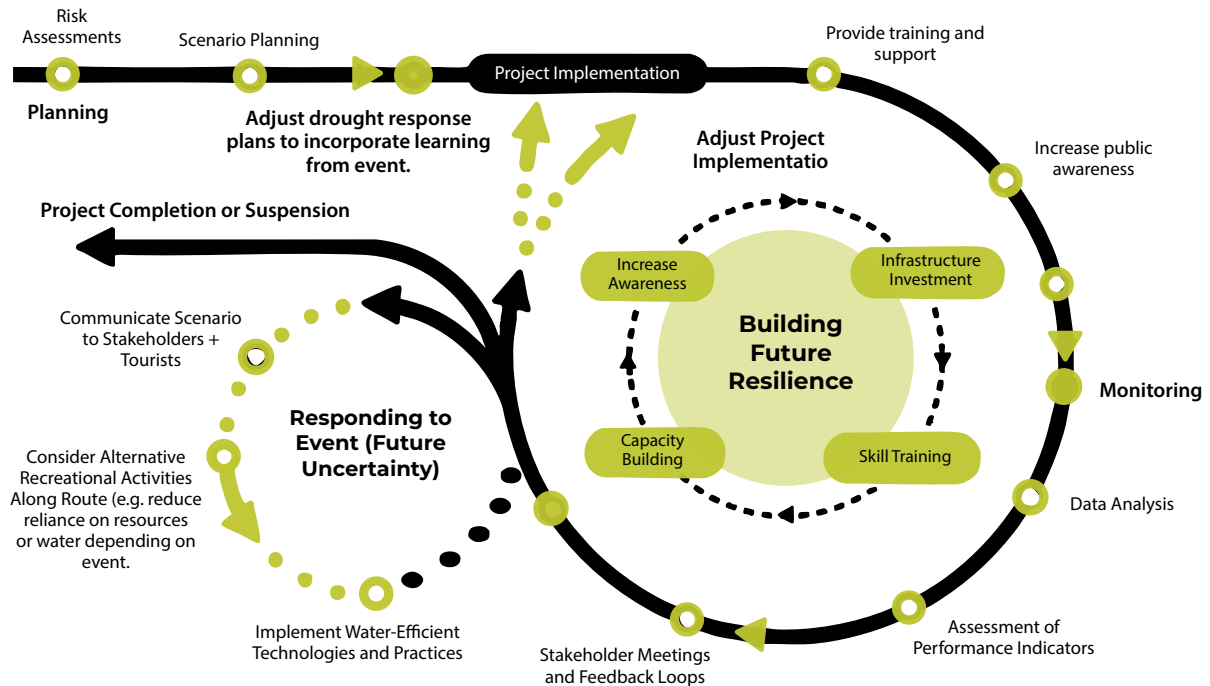 Risk
Assessments
Scenario Planning
Project Implementation
Provide training and
support
Planning
Adjust drought response
plans to incorporate learning
from event.
Adjust Project
Implementatio
Increase public
awareness
Project Completion or Suspension
Increase
Awareness
Infrastructure
Investment
Communicate Scenario
to Stakeholders +
Tourists
Building
Future
Resilience
Monitoring
Responding to
Event (Future
Uncertainty)
Capacity
Building
Skill Training
Consider Alternative
Recreational Activities
Along Route (e.g. reduce
reliance on resources
or water depending on
event.
Data Analysis
Implement Water-Efficient
Technologies and Practices
Stakeholder Meetings
and Feedback Loops
Assessment of
Performance Indicators